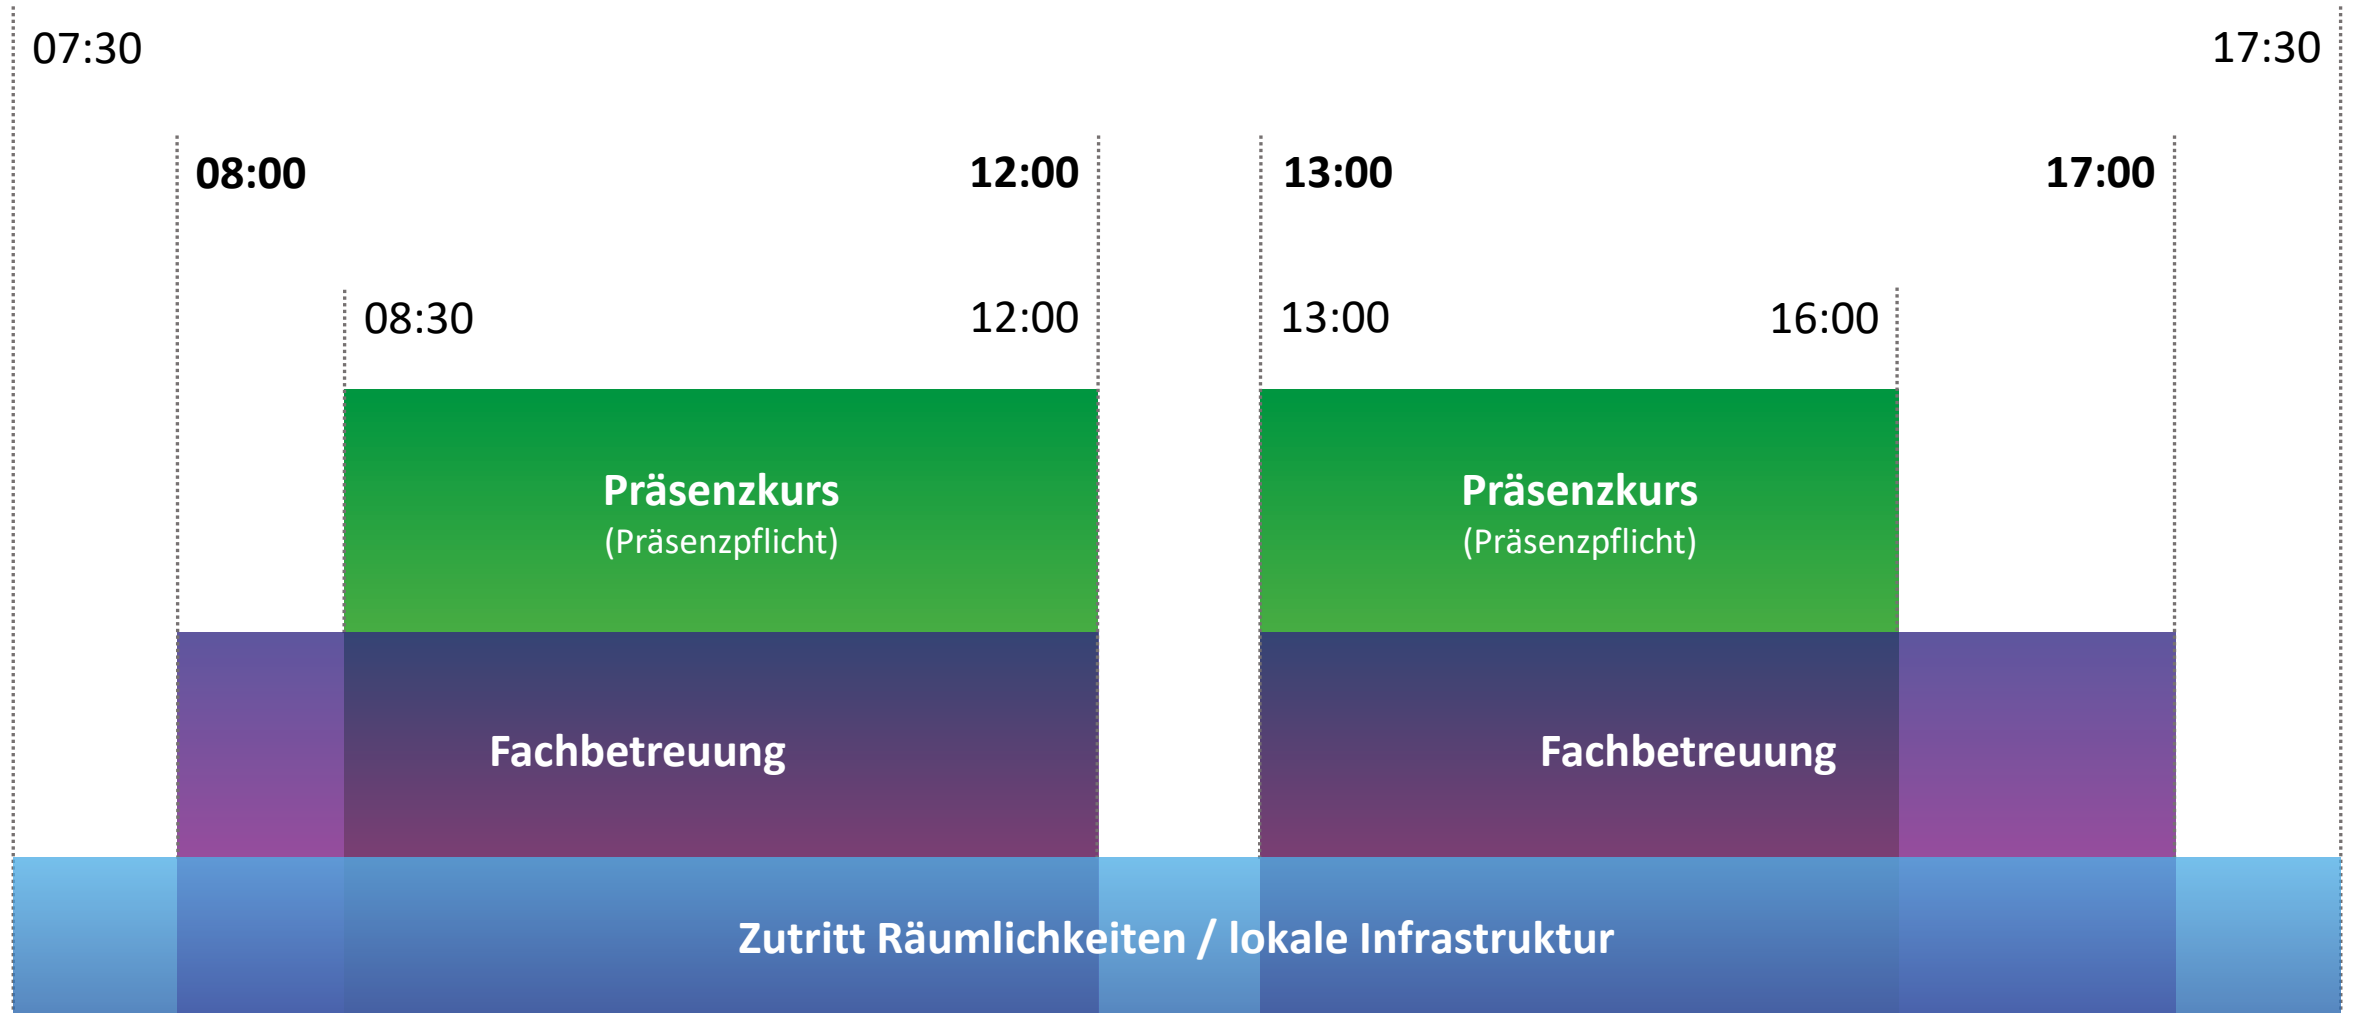 07:30 17:30
08:00 12:00 13:00 17:00
08:30 12:00 13:00 16:00
Präsenzkurs Präsenzkurs
(Präsenzpflicht) (Präsenzpflicht)
Fachbetreuung Fachbetreuung
Zutritt Räumlichkeiten / lokale Infrastruktur